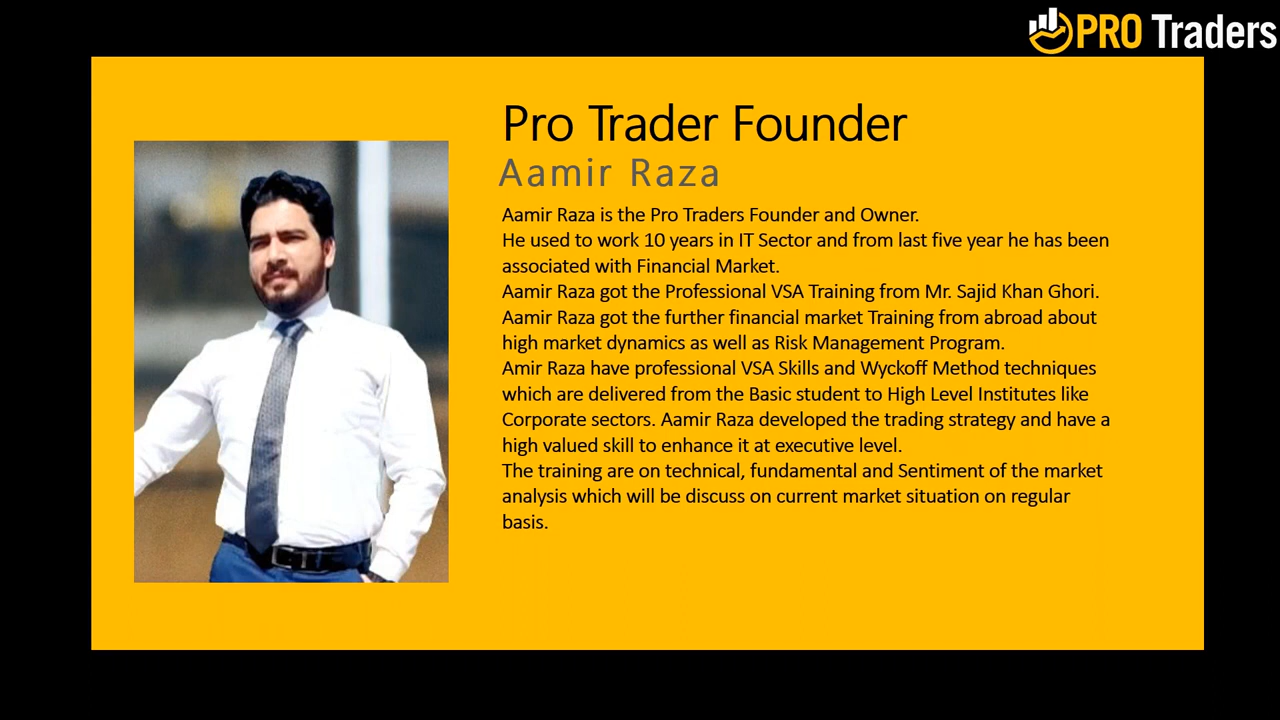 PRO Traders
Pro Trader Founder
Aamir Raza
Aamir Raza is the Pro Traders Founder and Owner.
He used to work 10 years in IT Sector and from last five year he has been
associated with Financial Market.
Aamir Raza got the Professional VSA Training from Mr. Sajid Khan Ghori.
Aamir Raza got the further financial market Training from abroad about
high market dynamics as well as Risk Management Program.
Amir Raza have professional VSA Skills and Wyckoff Method techniques
which are delivered from the Basic student to High Level Institutes like
Corporate sectors. Aamir Raza developed the trading strategy and have a
high valued skill to enhance it at executive level.
The training are on technical, fundamental and Sentiment of the market
analysis which will be discuss on current market situation on regular
basis.